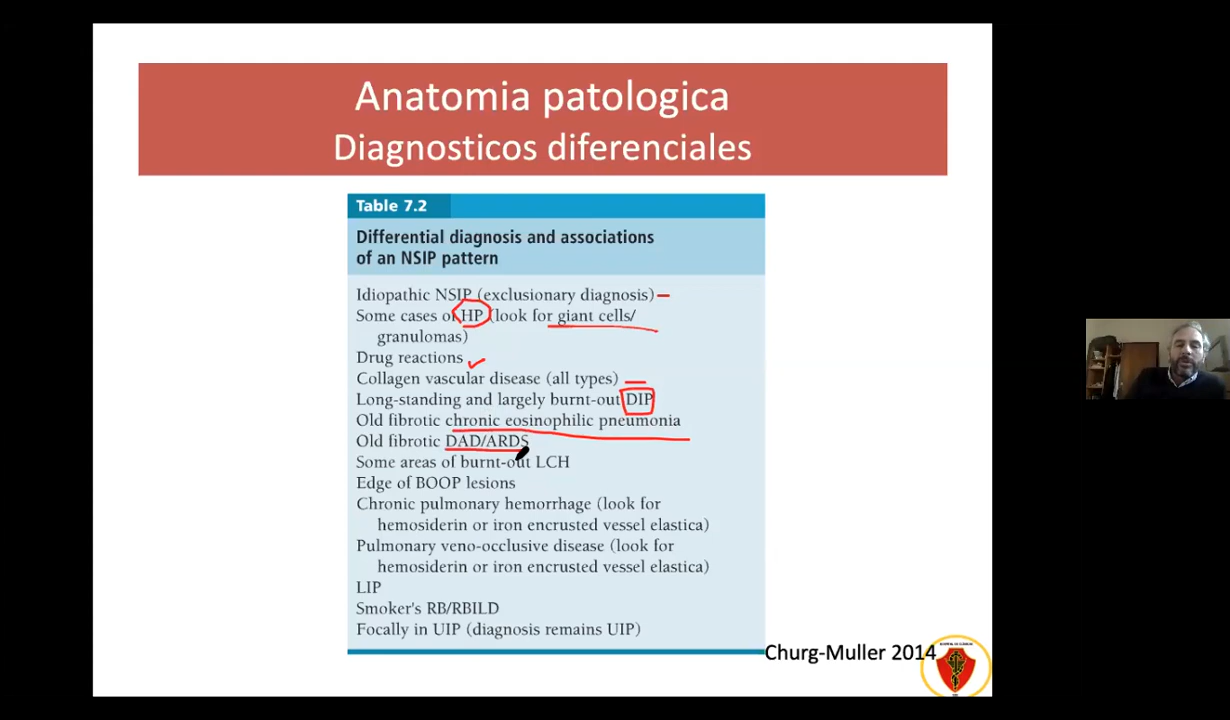 Anatomia patologica
Diagnosticos diferenciales
Table 7.2
Differential diagnosis and associations
of an NSIP pattern
Idiopathic NSIP (exclusionary diagnosis)
Some cases of HP (look for giant cells/
granulomas)
Drug reactions
Collagen vascular disease (all types)
Long-standing and largely burnt-out DIP
Old fibrotic chronic eosinophilic pneumonia
Old fibrotic DAD/ARDS
Some areas of burnt-out LCH
Edge of BOOP lesions
Chronic pulmonary hemorrhage (look for
hemosiderin or iron encrusted vessel elastica)
Pulmonary veno-occlusive disease (look for
hemosiderin or iron encrusted vessel elastica)
LIP
Smoker's RB/RBILD
Focally in UIP (diagnosis remains UIP)
Churg-Muller 2014